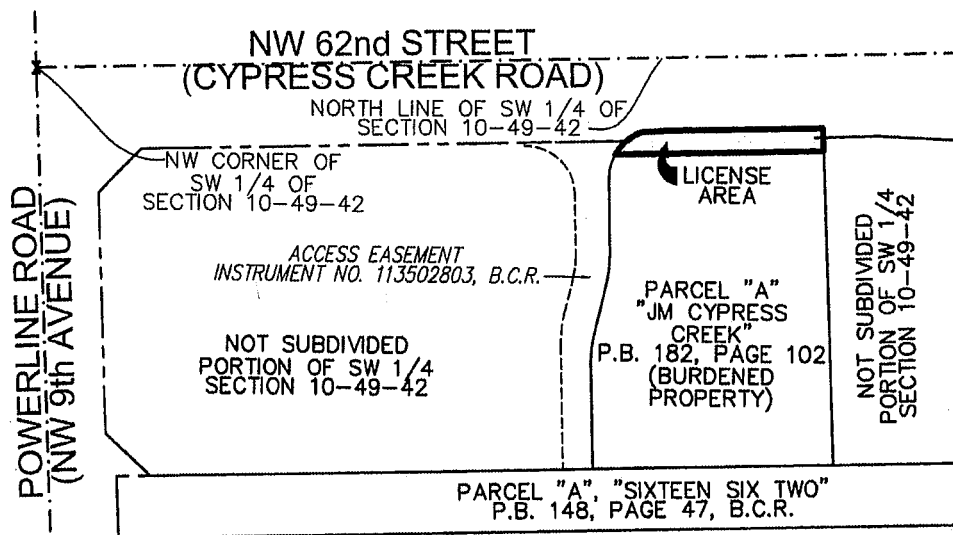 NW 62nd STREET
(CYPRESS CREEK ROAD)
NORTH LINE OF SW 1/4 OF
SECTION 10-49-42
NW CORNER OF
SW 1/4 OF
SECTION 10-49-42
LICENSE
AREA
POWERLINE ROAD
(NW 9th AVENUE)
ACCESS EASEMENT
INSTRUMENT NO. 113502803, B.C.R.
NOT SUBDIVIDED
PORTION OF SW 1/4
SECTION 10-49-42
PARCEL "A"
"JM CYPRESS
CREEK"
P.B. 182, PAGE 102
(BURDENED
PROPERTY)
NOT SUBDIVIDED
PORTION OF SW 1/4
SECTION 10-49-42
PARCEL "A", "SIXTEEN SIX TWO"
P.B. 148, PAGE 47, B.C.R.